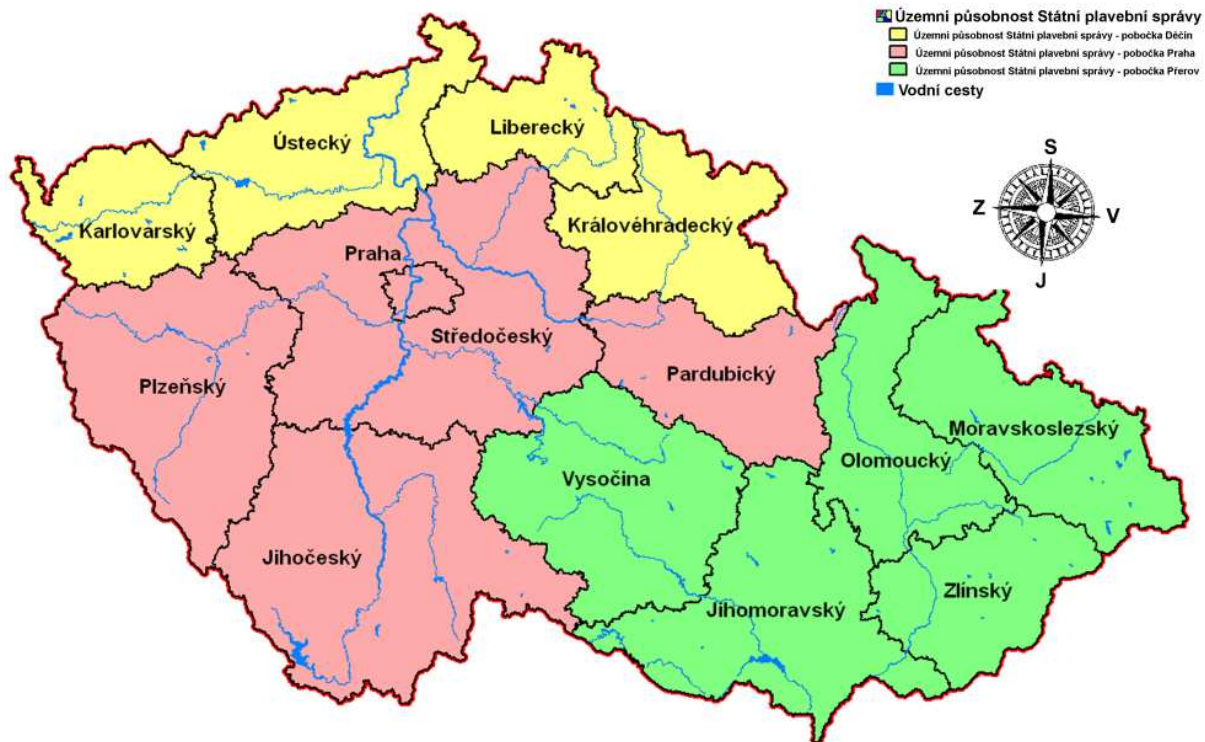 Územní působnost Státní plavební správy
Územní působnost Státní plavební správy - pobočka Děčín
Územní působnost Státní plavební správy - pobočka Praha
Územní působnost Státní plavební správy - pobočka Přerov
Vodní cesty
S
Z
V
J
Ústecký
Liberecký
Karlovarský
Královéhradecký
Praha
Středočeský
Plzeňský
Pardubický
Moravskoslezský
Olomoucký
Vysočina
Jihočeský
Jihomoravský
Zlínský